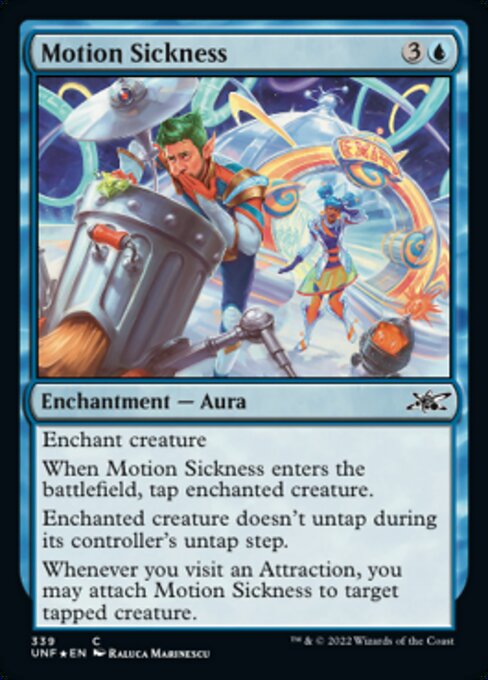 Motion Sickness 3
EXIT
Enchantment — Aura
Enchant creature
When Motion Sickness enters the
battlefield, tap enchanted creature.
Enchanted creature doesn't untap during
its controller's untap step.
Whenever you visit an Attraction, you
may attach Motion Sickness to target
tapped creature.
339 C
UNF ★ EN Raluca Marinescu
™ & © 2022 Wizards of the Coast